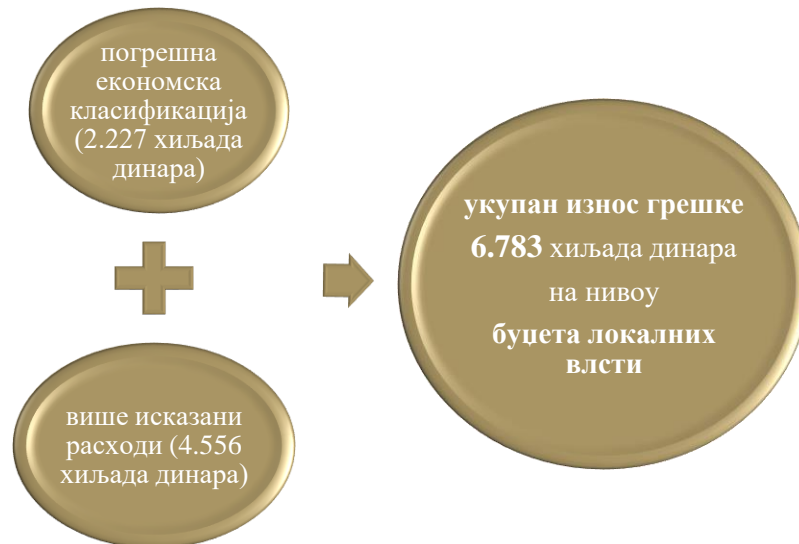 погрешна
економска
класификација
(2.227 хиљада
динара)
више исказани
расходи (4.556
хиљада динара)
укупан износ грешке
6.783 хиљада динара
на нивоу
буџета локалних
влсти